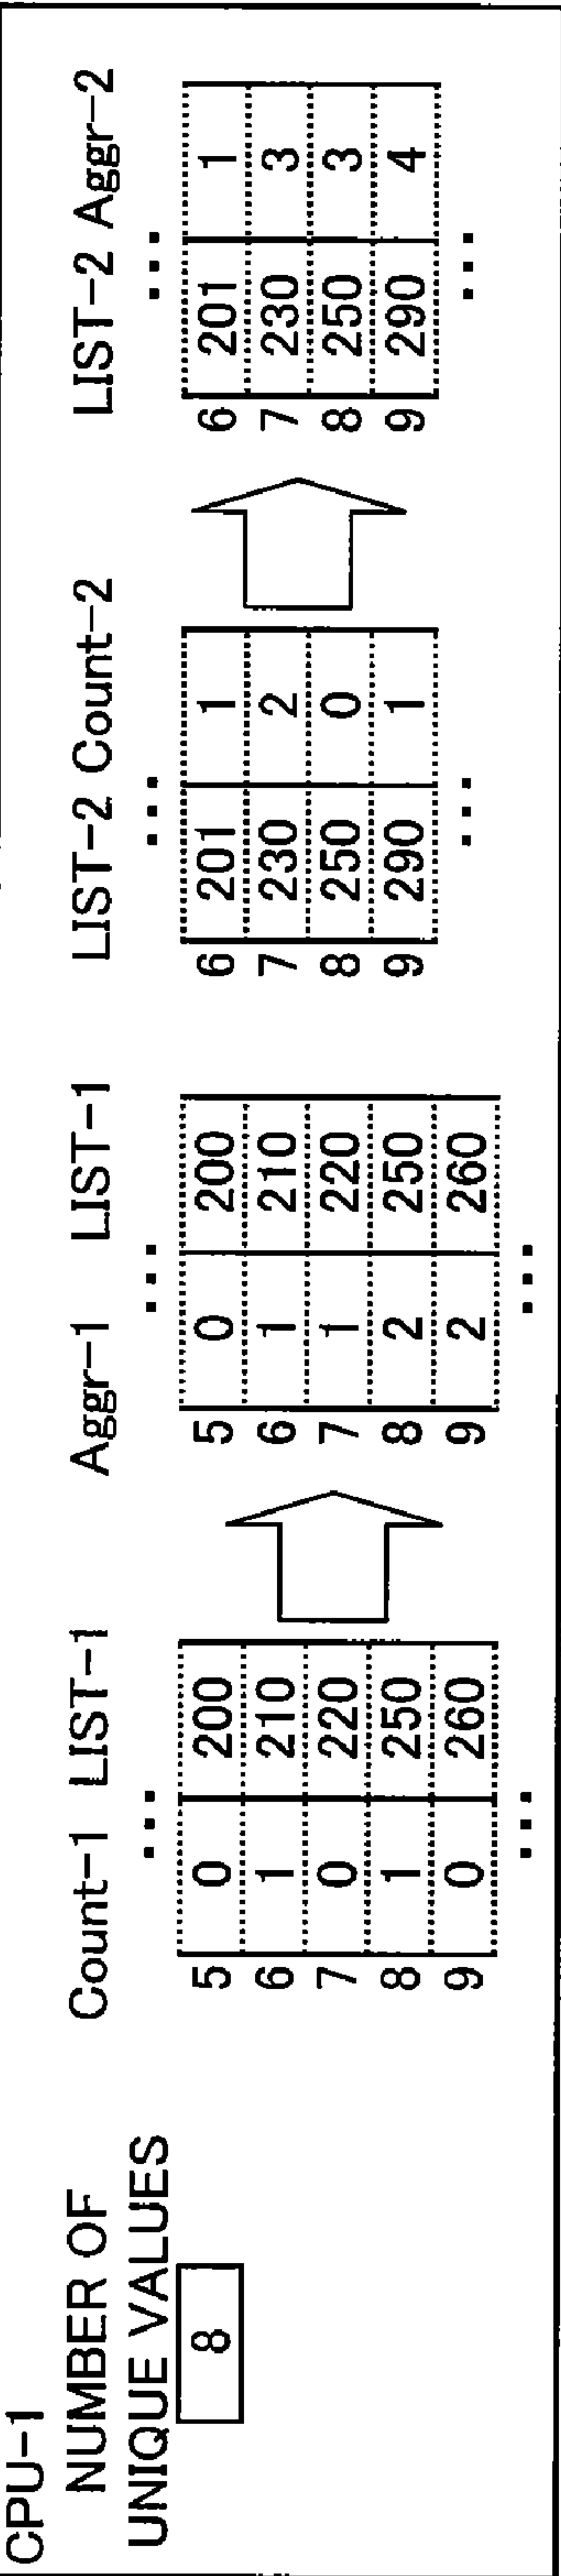 CPU-1
NUMBER OF
UNIQUE VALUES
8
Count-1 LIST-1
...
5 0 200
6 1 210
7 0 220
8 1 250
9 0 260
...
Aggr-1 LIST-1
...
5 0 200
6 1 210
7 1 220
8 2 250
9 2 260
...
LIST-2 Count-2
...
6 201 1
7 230 2
8 250 0
9 290 1
...
LIST-2 Aggr-2
...
6 201 1
7 230 3
8 250 3
9 290 4
...